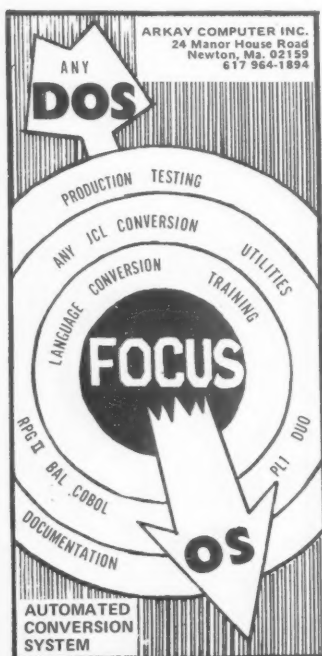 ARKAY COMPUTER INC.
24 Manor House Road
Newton, Ma. 02159
617 964-1894
ANY
DOS
PRODUCTION TESTING
ANY JCL CONVERSION
UTILITIES
LANGUAGE CONVERSION
TRAINING
FOCUS
RPG II BAL COBOL
PL1 DUO
DOCUMENTATION
OS
AUTOMATED
CONVERSION
SYSTEM